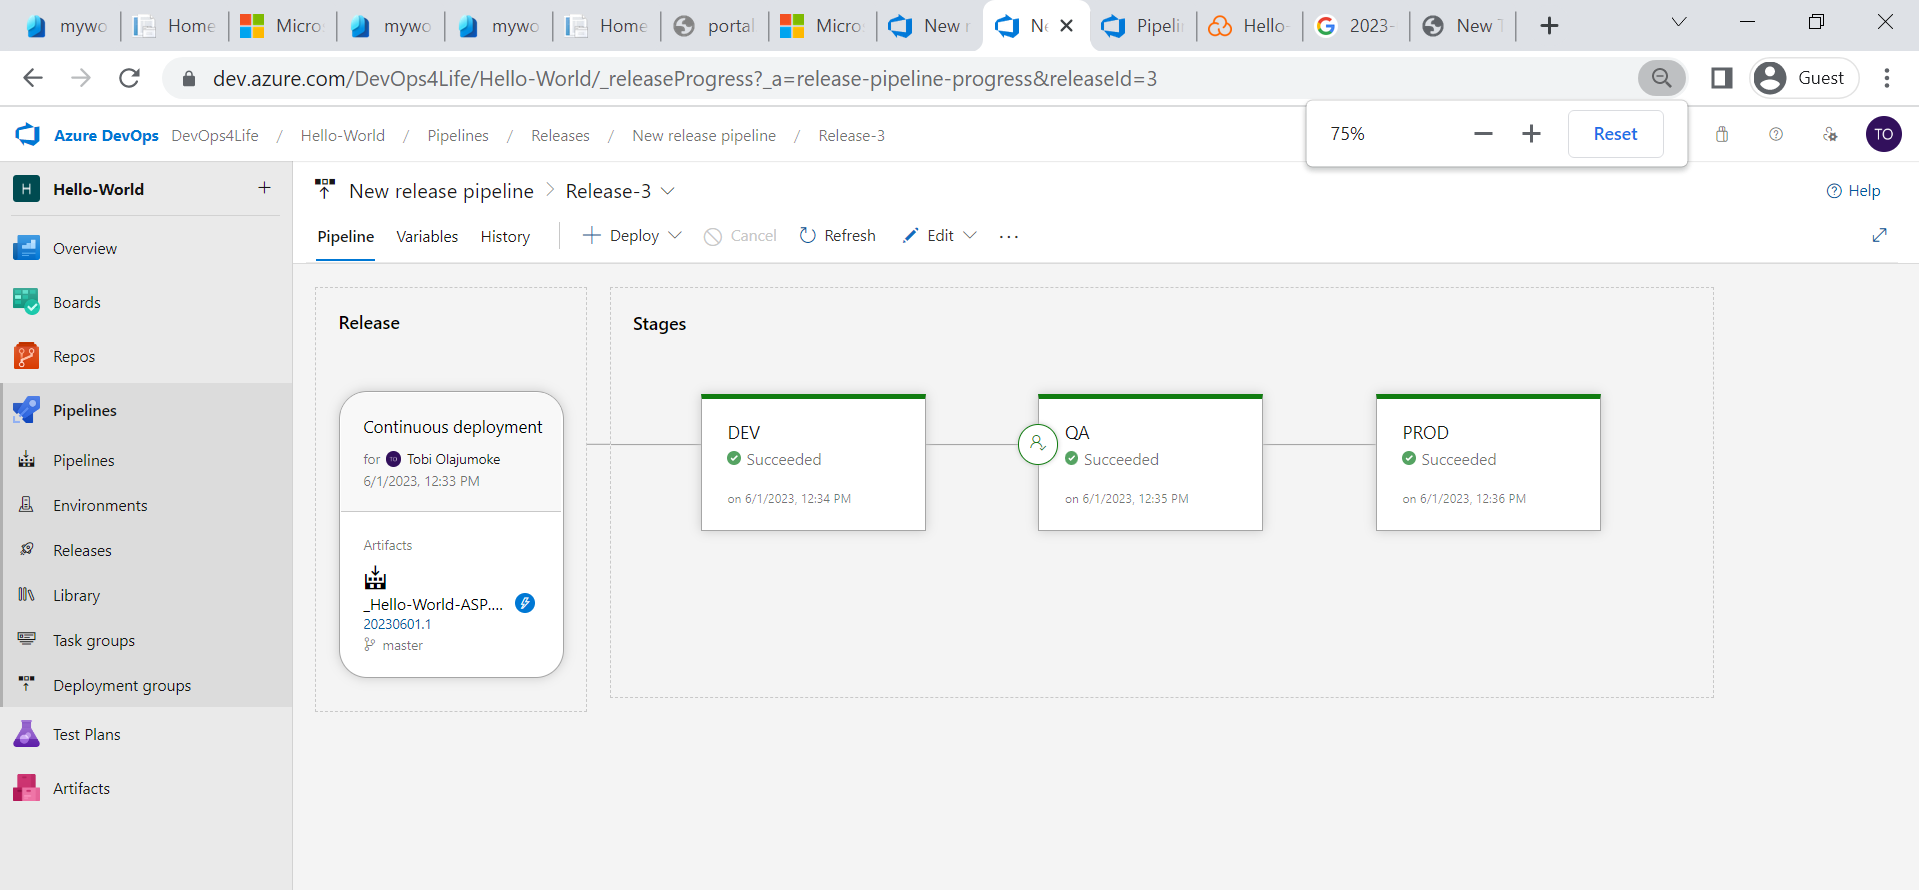 mywo
Home
Micro
mywo
mywo
Home
portal
Micro
New r
Ne
Pipelin
Hello-
2023-
New T
dev.azure.com/DevOps4Life/Hello-World/_releaseProgress?_a=release-pipeline-progress&releaseId=3
Guest
Azure DevOps DevOps4Life / Hello-World / Pipelines / Releases / New release pipeline / Release-3
75%
Reset
TO
H Hello-World
New release pipeline > Release-3
Help
Pipeline Variables History Deploy Cancel Refresh Edit ...
Overview
Boards
Repos
Pipelines
Pipelines
Environments
Releases
Library
Task groups
Deployment groups
Test Plans
Artifacts
Release
Continuous deployment
for TO Tobi Olajumoke
6/1/2023, 12:33 PM
Artifacts
_Hello-World-ASP....
20230601.1
master
Stages
DEV
Succeeded
on 6/1/2023, 12:34 PM
QA
Succeeded
on 6/1/2023, 12:35 PM
PROD
Succeeded
on 6/1/2023, 12:36 PM